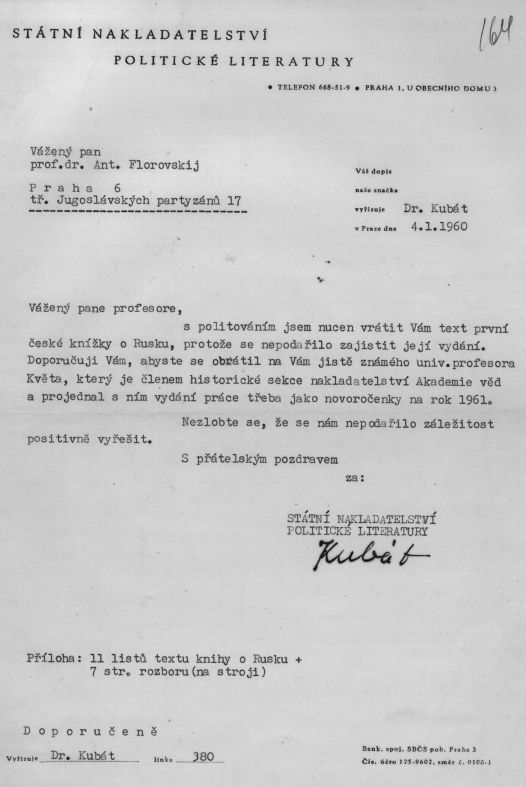 164
STÁTNÍ NAKLADATELSTVÍ
POLITICKÉ LITERATURY
• TELEFON 668-51-9 • PRAHA 1, U OBECNÍHO DOMU 3
Vážený pan
prof.dr. Ant. Florovskij
P r a h a 6
tř. Jugoslávských partyzánů 17
Váš dopis
naše značka
vyřizuje Dr. Kubát
v Praze dne 4.1.1960
Vážený pane profesore,
s politováním jsem nucen vrátit Vám text první
české knížky o Rusku, protože se nepodařilo zajistit její vydání.
Doporučuji Vám, abyste se obrátil na Vám jistě známého univ.profesora
Květa, který je členem historické sekce nakladatelství Akademie věd
a projednal s ním vydání práce třeba jako novoročenky na rok 1961.
Nezlobte se, že se nám nepodařilo záležitost
positivně vyřešit.
S přátelským pozdravem
za:
STÁTNÍ NAKLADATELSTVÍ
POLITICKÉ LITERATURY
Kubát
Příloha: 11 listů textu knihy o Rusku +
7 str. rozboru(na stroji)
D o p o r u č e n ě
Vyřizuje Dr. Kubát linka 380
Bank. spoj. SBČS pob. Praha 3
Čís. účtu 175-9602, směr č. 0100.1